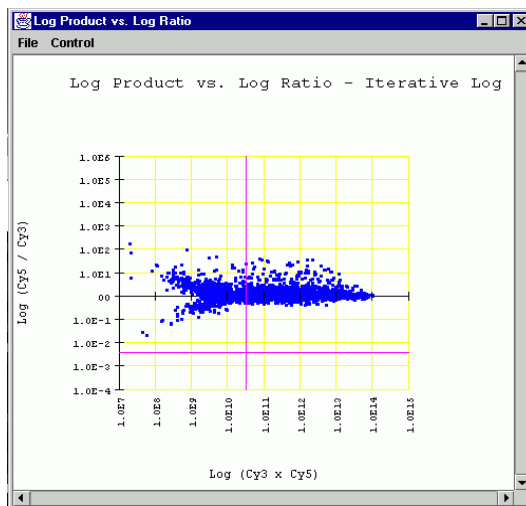 Log Product vs. Log Ratio
File Control
Log Product vs. Log Ratio - Iterative Log
Log (Cy5 / Cy3)
1.0E6
1.0E5
1.0E4
1.0E3
1.0E2
1.0E1
00
1.0E-1
1.0E-2
1.0E-3
1.0E-4
1.0E7
1.0E8
1.0E9
1.0E10
1.0E11
1.0E12
1.0E13
1.0E14
1.0E15
Log (Cy3 x Cy5)